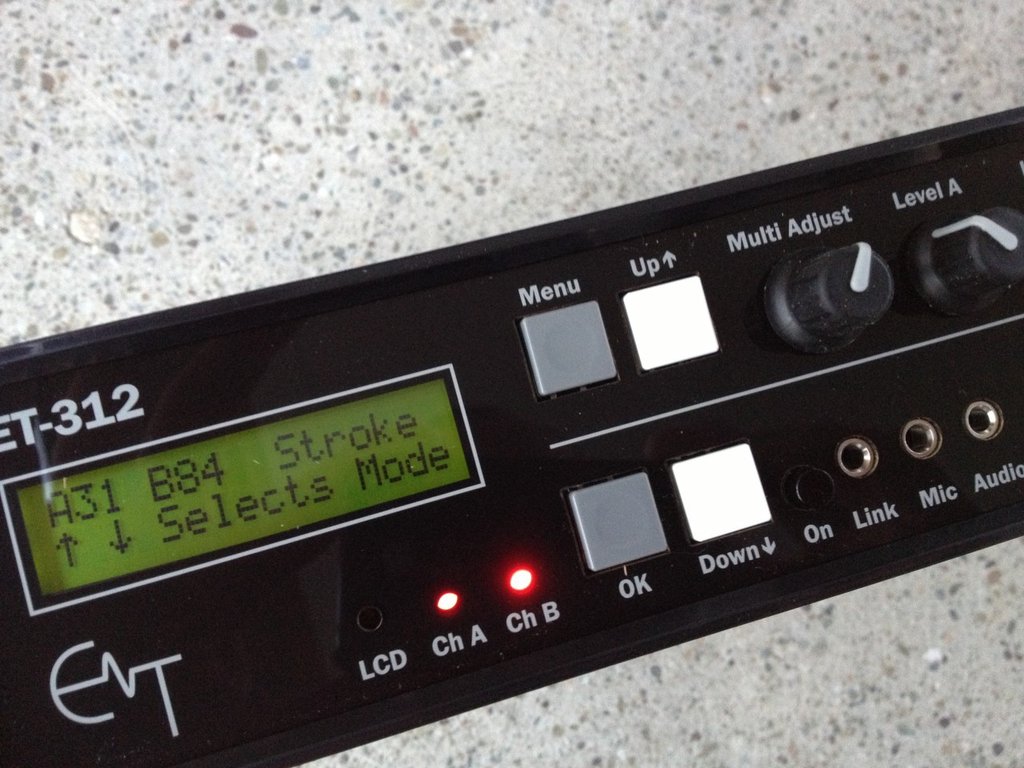 ET-312
A31 B84 Stroke
↑ ↓ Selects Mode
Menu
Up↑
Multi Adjust
Level A
LCD
Ch A
Ch B
OK
Down↓
On
Link
Mic
Audio
ENT